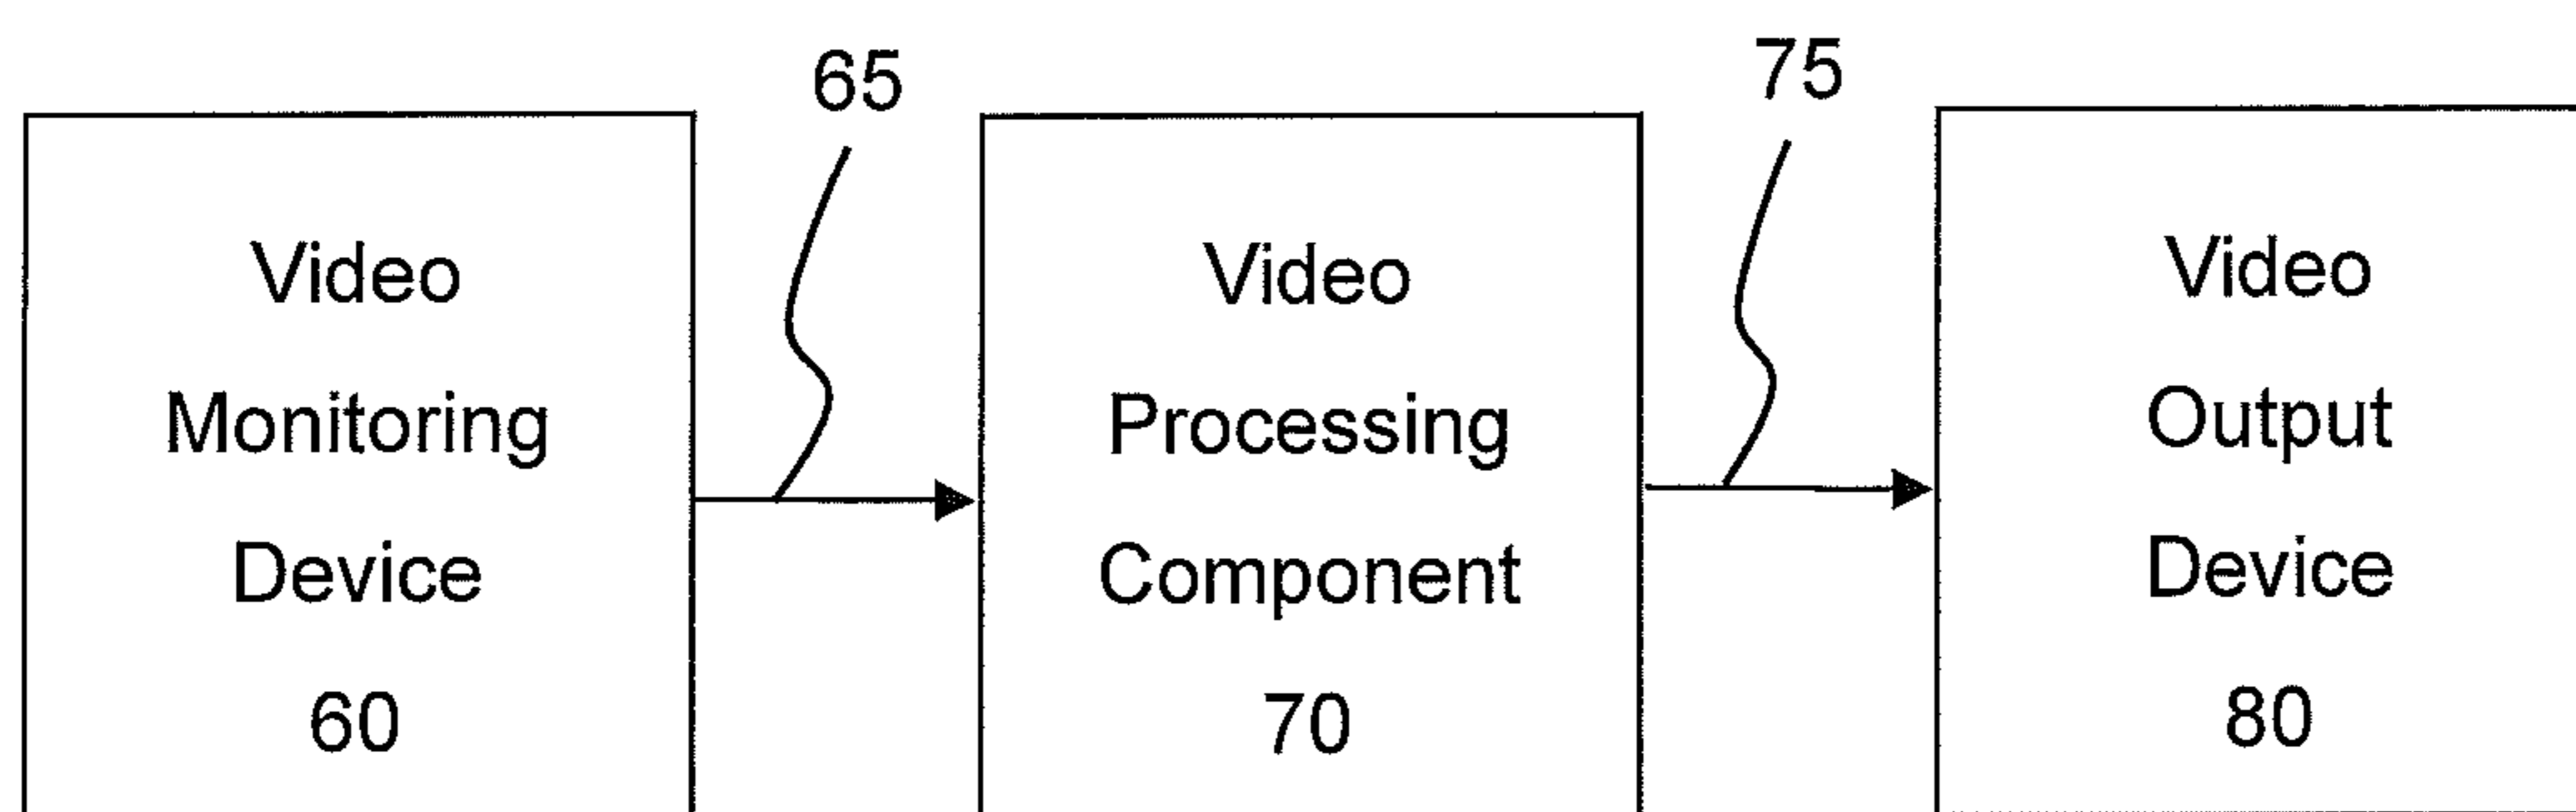 65
75
Video
Monitoring
Device
60
Video
Processing
Component
70
Video
Output
Device
80